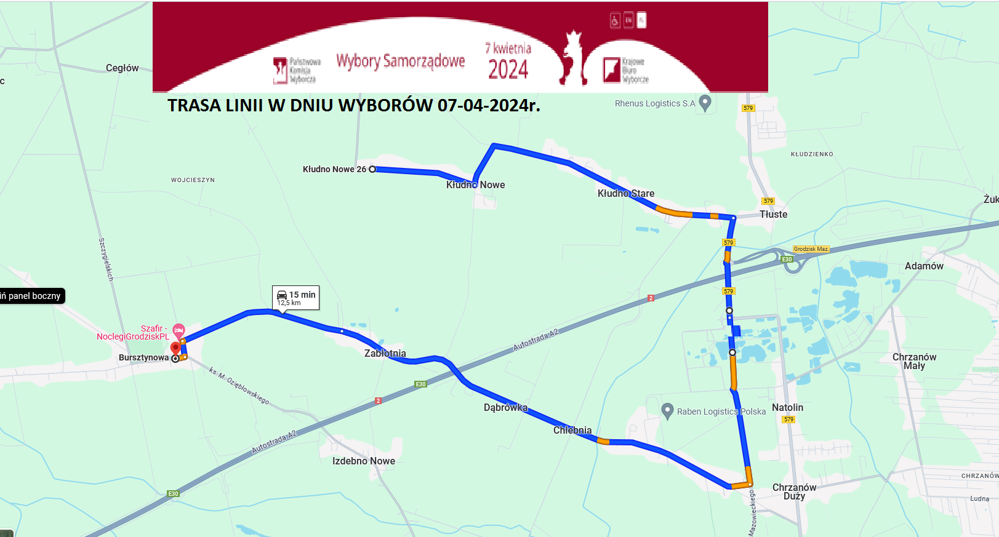 PL
Państwowa
Komisja
Wyborcza
Wybory Samorządowe
7 kwietnia
2024
Krajowe
Biuro
Wyborcze
TRASA LINII W DNIU WYBORÓW 07-04-2024r.
Cegłów
c
Rhenus Logistics S.A
579
KŁUDZIENKO
Kłudno Nowe 26
WOJCIESZYN
Kłudno Nowe
Kłudno Stare
579
Tłuste
Żuk
579
Grodzisk Maz.
E30
Szczygielskich
Adamów
579
iń panel boczny
15 min
12,5 km
2
Szafir -
NoclegiGrodziskPL
Bursztynowa
Zabłotnia
Autostrada A2
Chrzanów
Mały
ks. M. Oziębłowskiego
E30
2
Dąbrówka
Raben Logistics Polska
Natolin
579
Chlebnia
Autostrada A2
Izdebno Nowe
CHRZANÓW
Chrzanów
Duży
E30
Ludna
Mazowieckiego